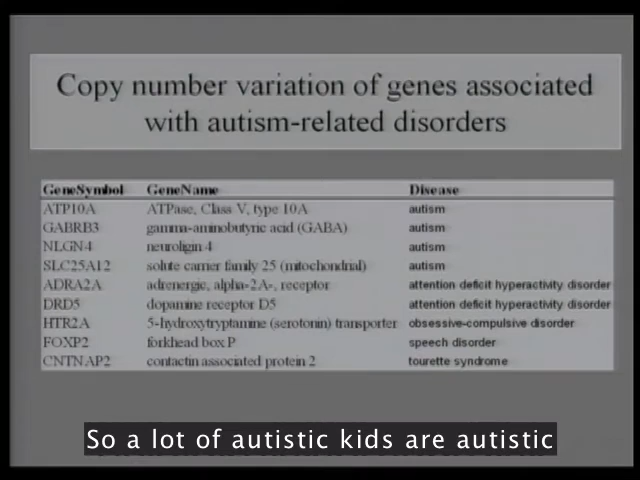 Copy number variation of genes associated
with autism-related disorders
GeneSymbol GeneName Disease
ATP10A ATPase, Class V, type 10A autism
GABRB3 gamma-aminobutyric acid (GABA) autism
NLGN4 neuroligin 4 autism
SLC25A12 solute carrier family 25 (mitochondrial) autism
ADRA2A adrenergic, alpha-2A-, receptor attention deficit hyperactivity disorder
DRD5 dopamine receptor D5 attention deficit hyperactivity disorder
HTR2A 5-hydroxytryptamine (serotonin) transporter obsessive-compulsive disorder
FOXP2 forkhead box P speech disorder
CNTNAP2 contactin associated protein 2 tourette syndrome
So a lot of autistic kids are autistic